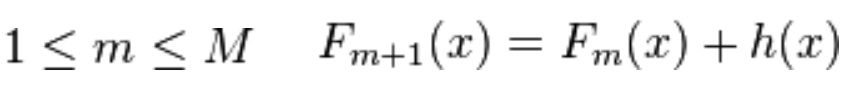 1 ≤ m ≤ M F_{m+1}(x) = F_m(x) + h(x)